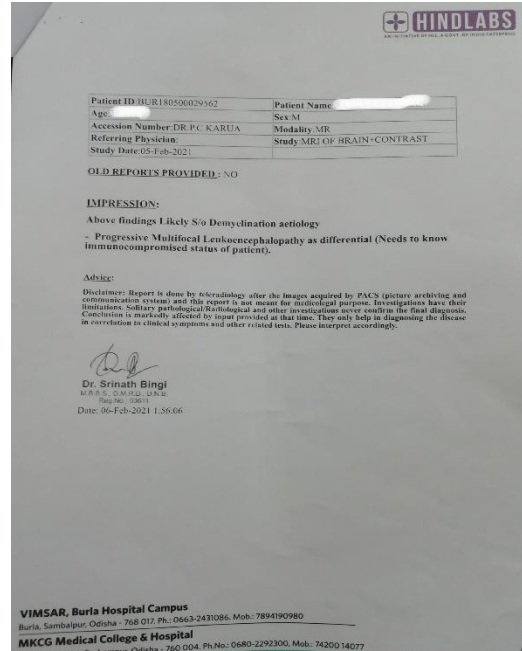 HINDLABS
Patient ID:BUR180500029562
Patient Name:
Age:
Sex:M
Accession Number:DR.P.C KARUA
Modality:MR
Referring Physician:
Study:MRI OF BRAIN+CONTRAST
Study Date:05-Feb-2021
OLD REPORTS PROVIDED : NO
IMPRESSION:
Above findings Likely S/o Demyclination aetiology
- Progressive Multifocal Leukoencephalopathy as differential (Needs to know
immunocompromised status of patient).
Advice:
Disclaimer: Report is done by teleradiology after the images acquired by PACS (picture archiving and
communication system) and this report is not meant for medicolegal purpose. Investigations have their
limitations. Solitary pathological/Radiological and other investigations never confirm the final diagnosis.
Conclusion is markedly affected by input provided at that time. They only help in diagnosing the disease
in correlation to clinical symptoms and other related tests. Please interpret accordingly.
Dr. Srinath Bingi
M.B.B.S., D.M.R.D., D.N.B.
Reg.No : 53611
Date: 06-Feb-2021 1:56:06
VIMSAR, Burla Hospital Campus
Burla, Sambalpur, Odisha - 768 017. Ph.: 0663-2431086. Mob.: 7894190980
MKCG Medical College & Hospital
Odisha - 760 004. Ph.No.: 0680-2292300, Mob.: 74200 14077